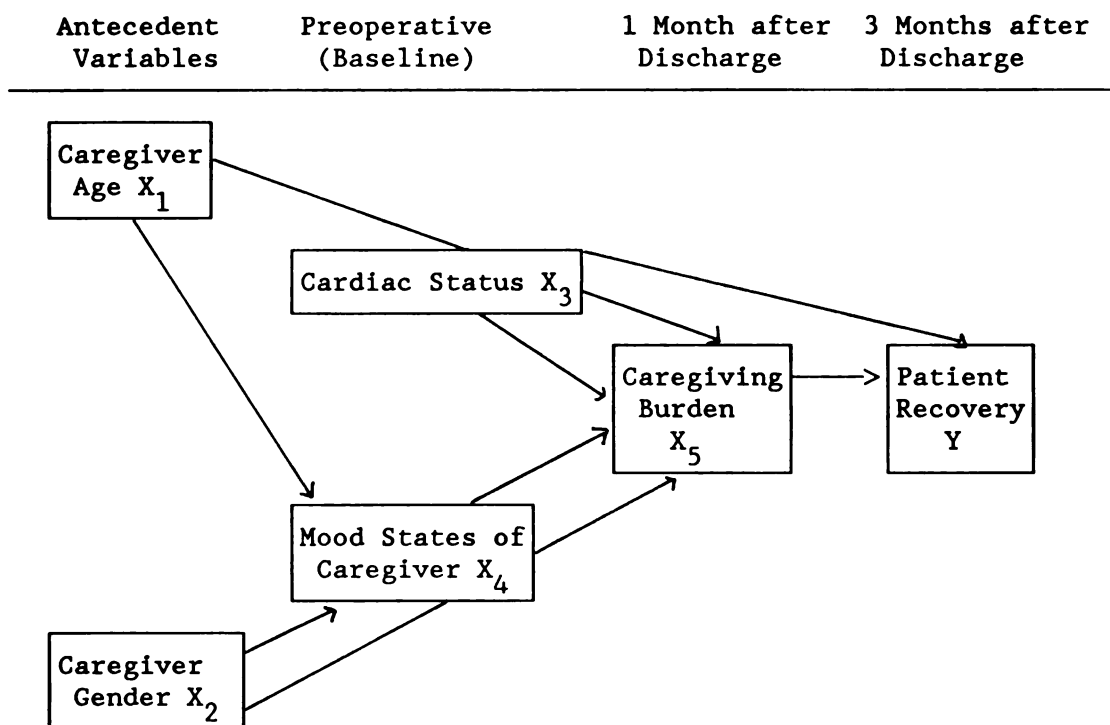 Antecedent Preoperative 1 Month after 3 Months after
Variables (Baseline) Discharge Discharge
Caregiver
Age X1
Cardiac Status X3
Caregiving
Burden
X5
Patient
Recovery
Y
Mood States of
Caregiver X4
Caregiver
Gender X2